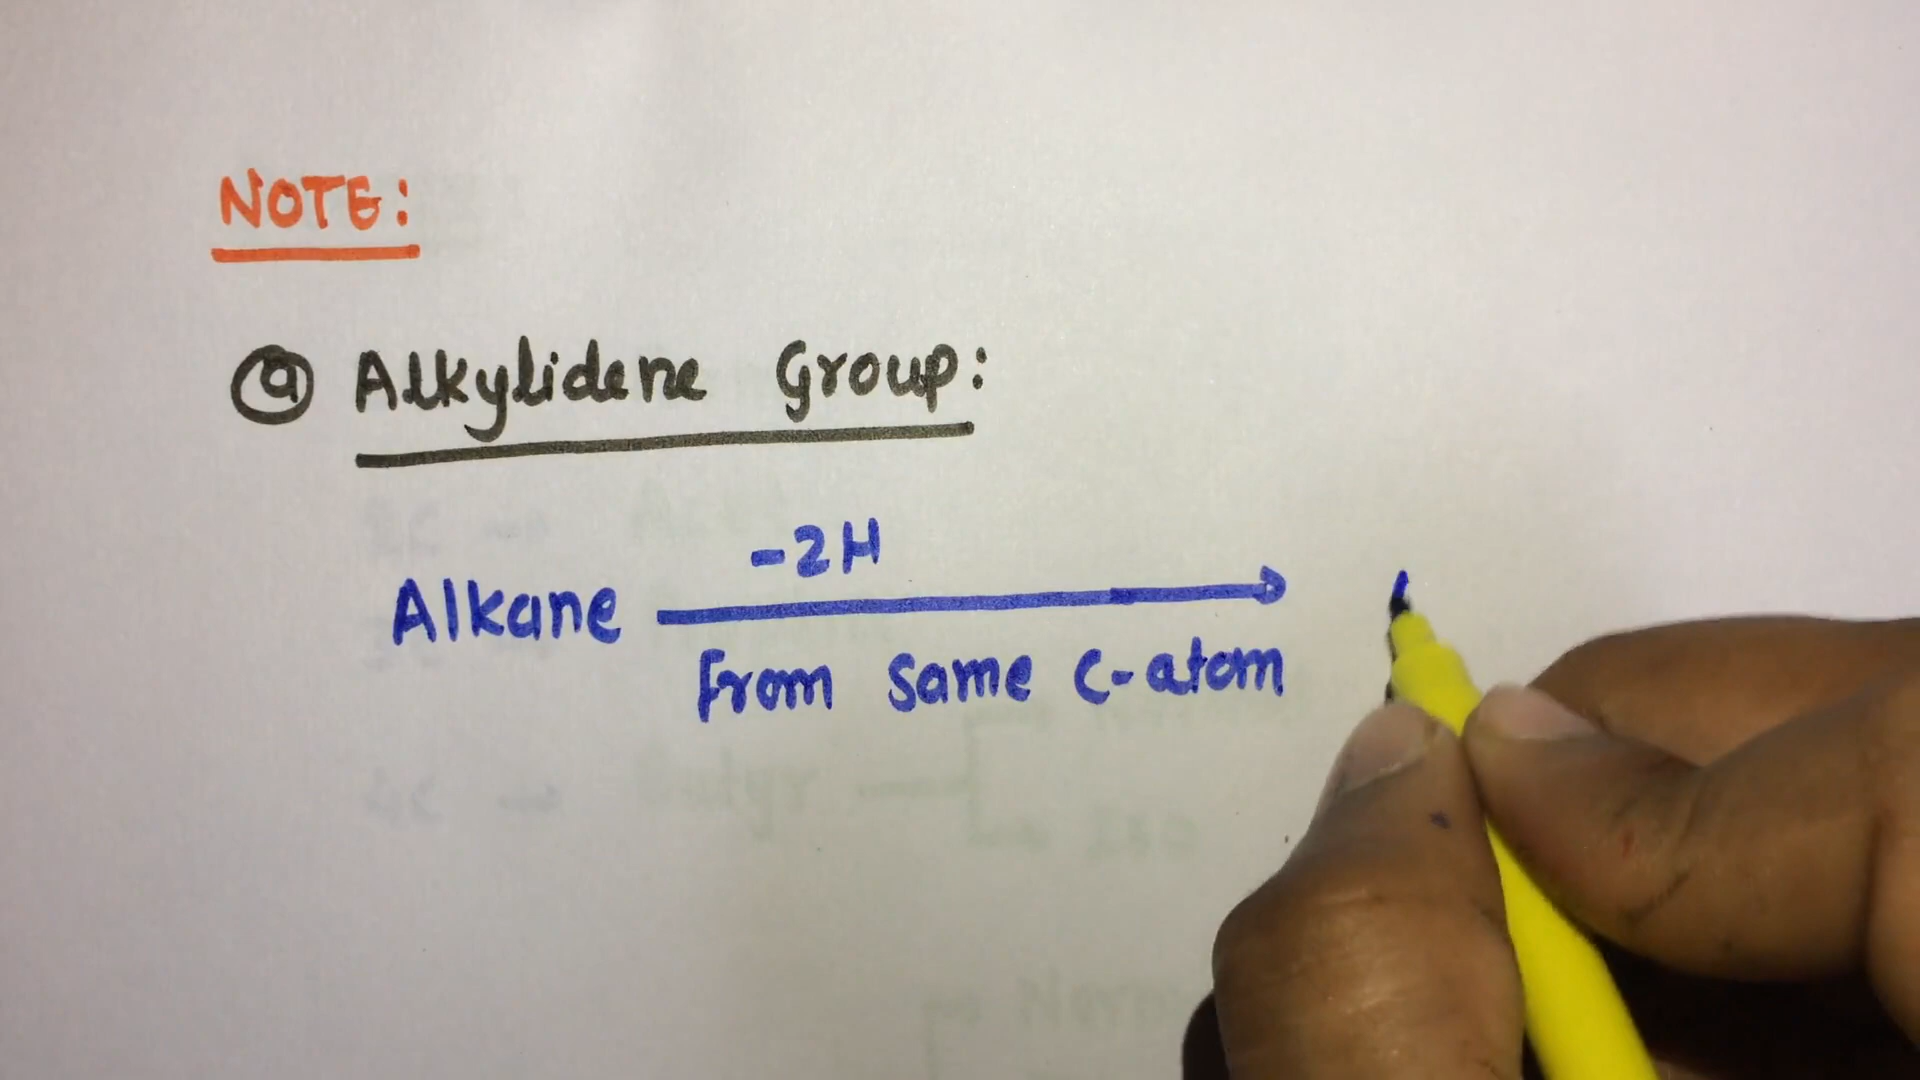 NOTE:
(a) Alkylidene Group:
-2H
Alkane →
From same C-atom